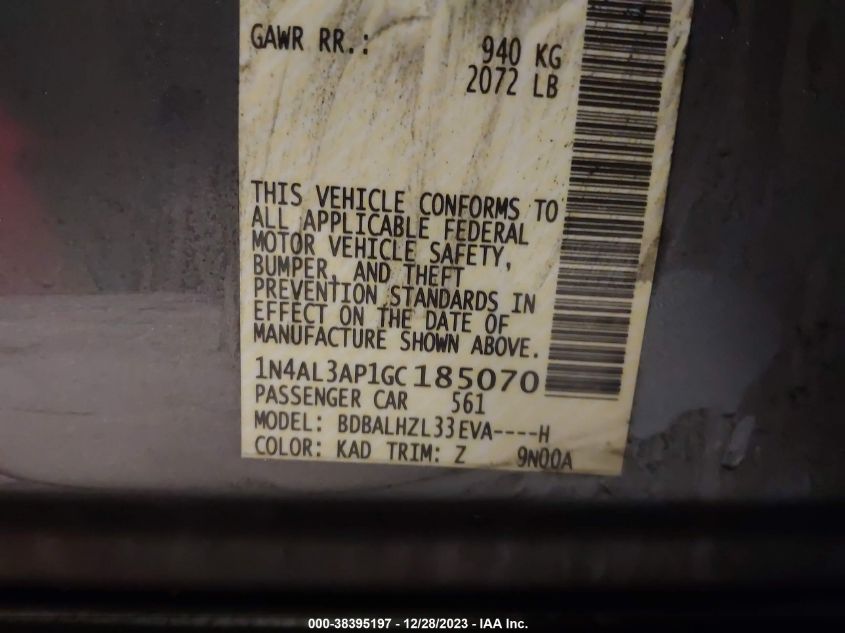 GAWR RR.: 940 KG
2072 LB
THIS VEHICLE CONFORMS TO
ALL APPLICABLE FEDERAL
MOTOR VEHICLE SAFETY,
BUMPER, AND THEFT
PREVENTION STANDARDS IN
EFFECT ON THE DATE OF
MANUFACTURE SHOWN ABOVE.
1N4AL3AP1GC185070
PASSENGER CAR 561
MODEL: BDBALHZL33EVA----H
COLOR: KAD TRIM: Z 9N00A
000-38395197 - 12/28/2023 - IAA Inc.